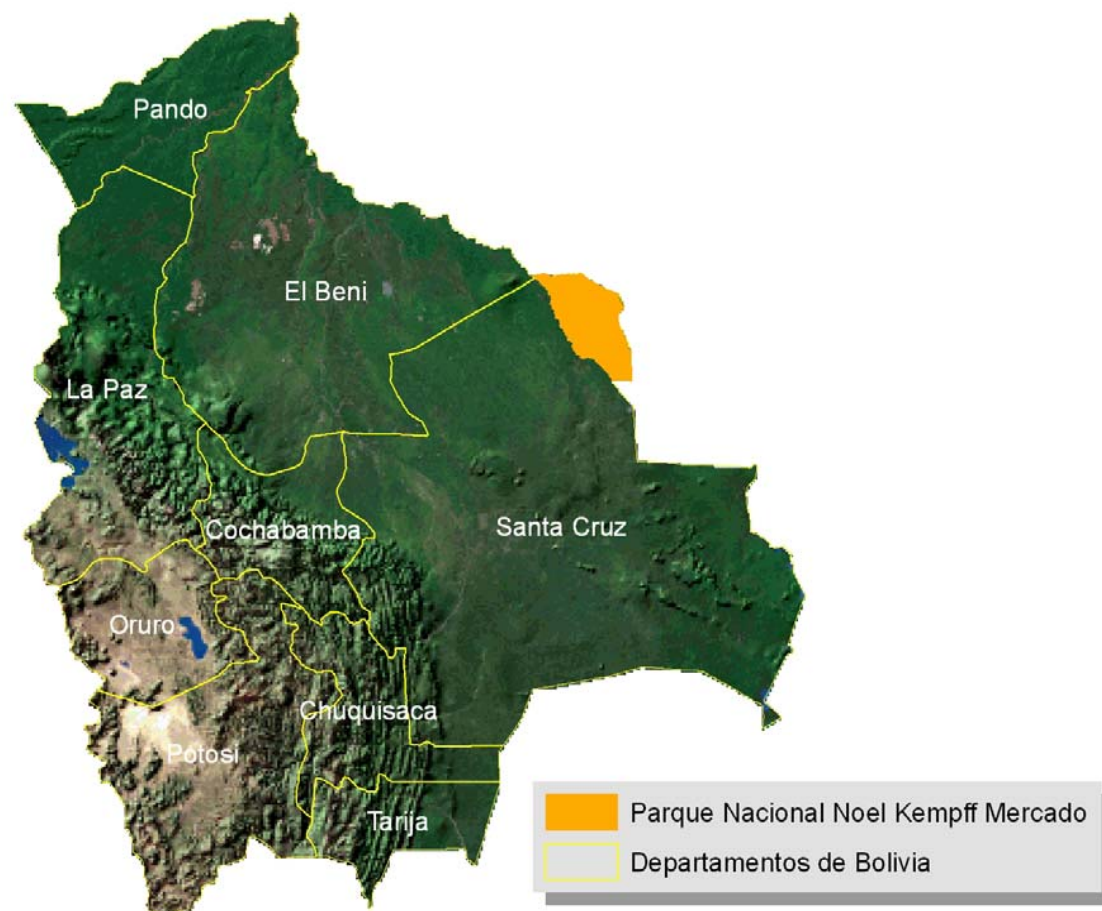 Pando
El Beni
La Paz
Cochabamba
Santa Cruz
Oruro
Chuquisaca
Potosi
Tarija
Parque Nacional Noel Kempff Mercado
Departamentos de Bolivia